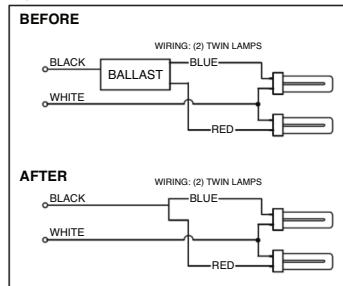 BEFORE
WIRING: (2) TWIN LAMPS
BLACK
BALLAST
BLUE
WHITE
RED
AFTER
WIRING: (2) TWIN LAMPS
BLACK
BLUE
WHITE
RED